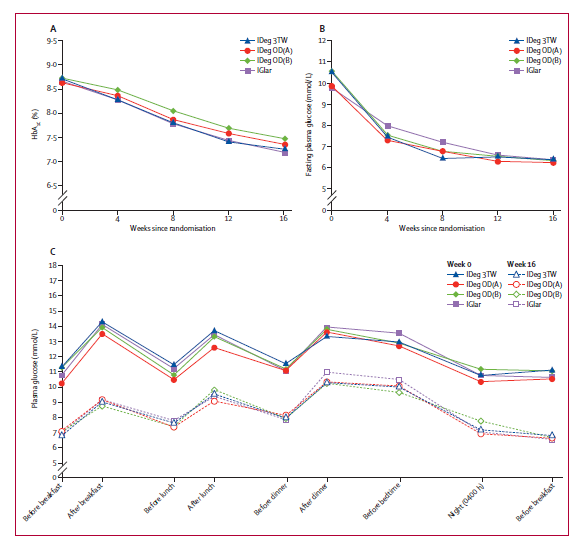 A
9·5
9·0
8·5
8·0
7·5
7·0
6·5
0
HbA1c (%)
IDeg 3TW
IDeg OD(A)
IDeg OD(B)
IGlar
0
4
8
12
16
Weeks since randomisation
B
12
11
10
9
8
7
6
5
0
Fasting plasma glucose (mmol/L)
IDeg 3TW
IDeg OD(A)
IDeg OD(B)
IGlar
0
4
8
12
16
Weeks since randomisation
C
18
17
16
15
14
13
12
11
10
9
8
7
6
5
0
Plasma glucose (mmol/L)
Week 0
IDeg 3TW
IDeg OD(A)
IDeg OD(B)
IGlar
Week 16
IDeg 3TW
IDeg OD(A)
IDeg OD(B)
IGlar
Before breakfast
After breakfast
Before lunch
After lunch
Before dinner
After dinner
Before bedtime
Night (0400 h)
Before breakfast